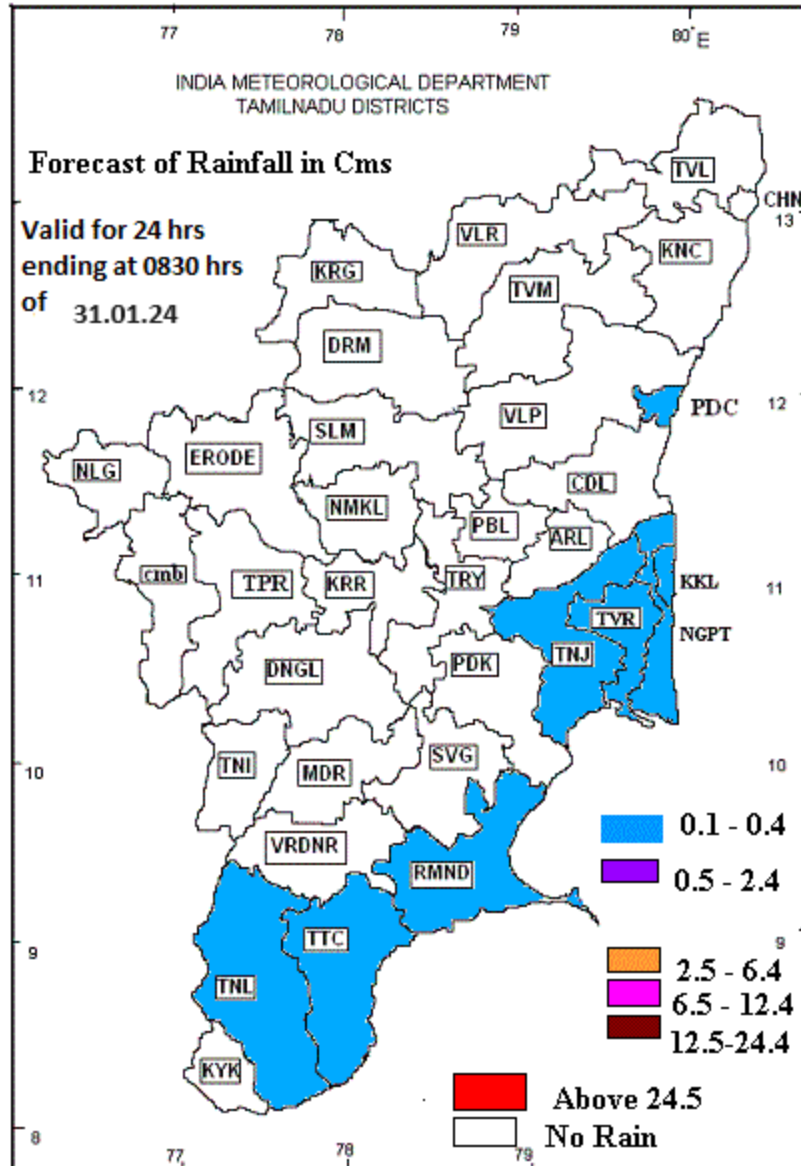 77 78 79 80°E
INDIA METEOROLOGICAL DEPARTMENT
TAMILNADU DISTRICTS
Forecast of Rainfall in Cms
TVL
CHN
13
Valid for 24 hrs
ending at 0830 hrs
of 31.01.24
VLR
KNC
KRG
TVM
DRM
12
12
PDC
VLP
SLM
ERODE
NLG
CDL
NMKL
PBL
ARL
11
cmb
TPR
KRR
TRY
KKL
11
TVR
NGPT
TNJ
DNGL
PDK
10
TNI
MDR
SVG
10
VRDNR
0.1 - 0.4
RMND
0.5 - 2.4
9
TTC
9
2.5 - 6.4
TNL
6.5 - 12.4
12.5-24.4
KYK
Above 24.5
8
No Rain
77 78 79